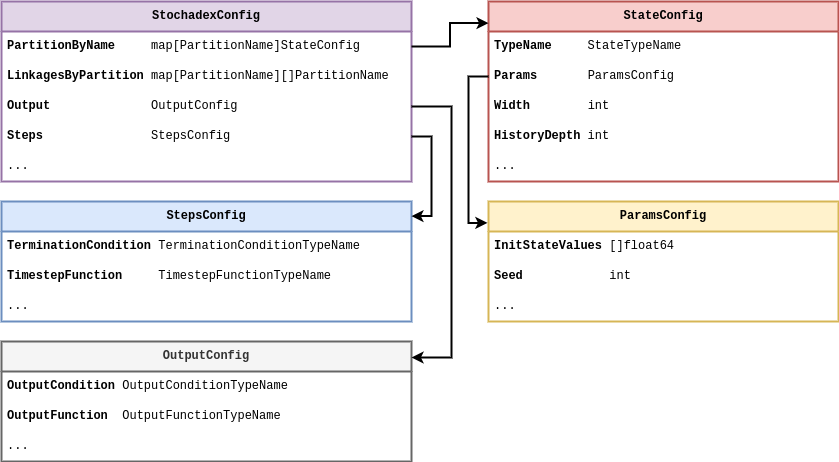 StochadexConfig
PartitionByName map[PartitionName]StateConfig
LinkagesByPartition map[PartitionName][]PartitionName
Output OutputConfig
Steps StepsConfig
...
StateConfig
TypeName StateTypeName
Params ParamsConfig
Width int
HistoryDepth int
...
StepsConfig
TerminationCondition TerminationConditionTypeName
TimestepFunction TimestepFunctionTypeName
...
ParamsConfig
InitStateValues []float64
Seed int
...
OutputConfig
OutputCondition OutputConditionTypeName
OutputFunction OutputFunctionTypeName
...